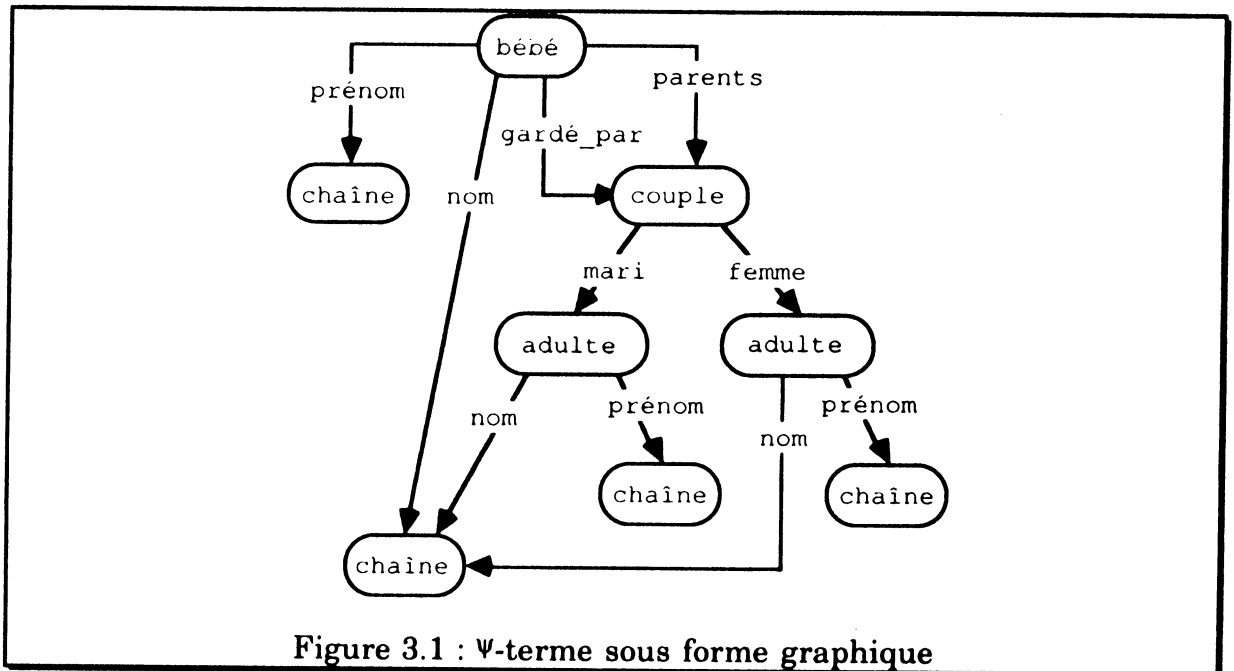 bébé
parents
prénom
gardé_par
chaîne
nom
couple
mari
femme
adulte
adulte
nom
prénom
prénom
nom
chaîne
chaîne
chaîne
Figure 3.1 : Ψ-terme sous forme graphique